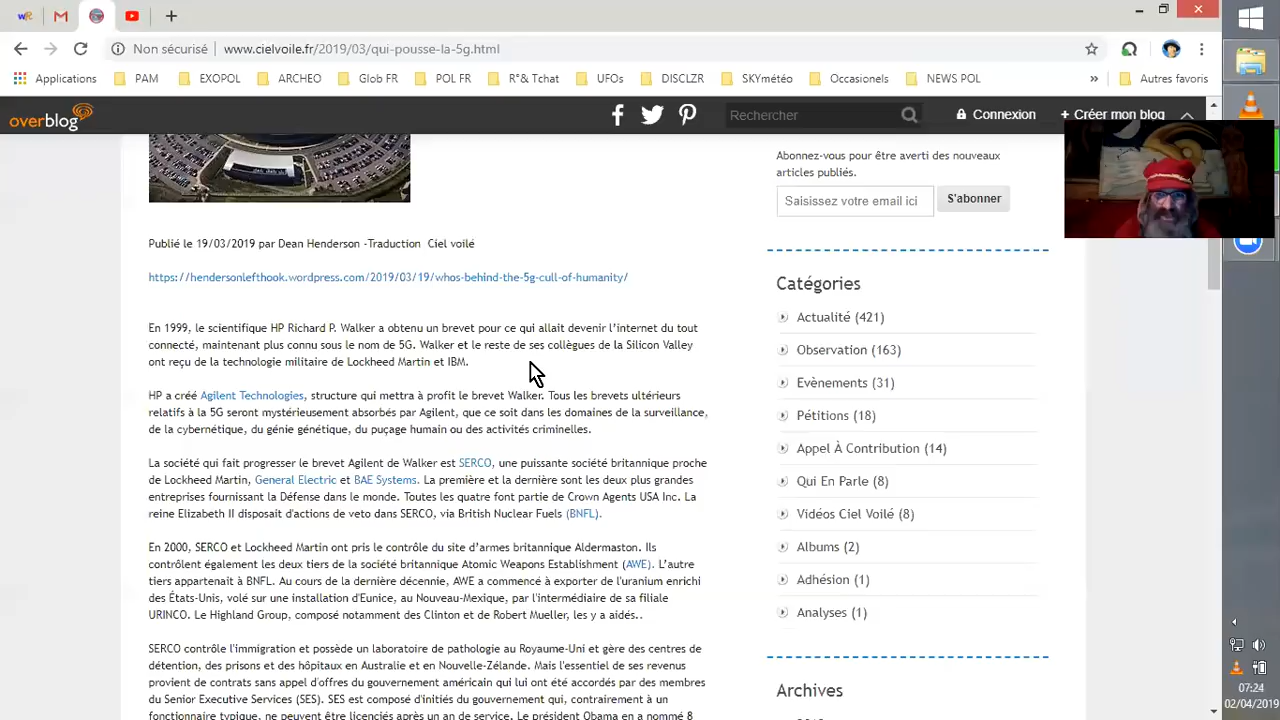 Non sécurisé
www.cielvoile.fr/2019/03/qui-pousse-la-5g.html
Applications PAM EXOPOL ARCHEO Glob FR POL FR R°& Tchat UFOs DISCLZR SKYmétéo Occasionels NEWS POL » Autres favoris
overblog
Rechercher
Connexion
+ Créer mon blog
Publié le 19/03/2019 par Dean Henderson -Traduction Ciel voilé
https://hendersonlefthook.wordpress.com/2019/03/19/whos-behind-the-5g-cull-of-humanity/
En 1999, le scientifique HP Richard P. Walker a obtenu un brevet pour ce qui allait devenir l’internet du tout
connecté, maintenant plus connu sous le nom de 5G. Walker et le reste de ses collègues de la Silicon Valley
ont reçu de la technologie militaire de Lockheed Martin et IBM.
HP a créé Agilent Technologies, structure qui mettra à profit le brevet Walker. Tous les brevets ultérieurs
relatifs à la 5G seront mystérieusement absorbés par Agilent, que ce soit dans les domaines de la surveillance,
de la cybernétique, du génie génétique, du puçage humain ou des activités criminelles.
La société qui fait progresser le brevet Agilent de Walker est SERCO, une puissante société britannique proche
de Lockheed Martin, General Electric et BAE Systems. La première et la dernière sont les deux plus grandes
entreprises fournissant la Défense dans le monde. Toutes les quatre font partie de Crown Agents USA Inc. La
reine Elizabeth II disposait d'actions de veto dans SERCO, via British Nuclear Fuels (BNFL).
En 2000, SERCO et Lockheed Martin ont pris le contrôle du site d’armes britannique Aldermaston. Ils
contrôlent également les deux tiers de la société britannique Atomic Weapons Establishment (AWE). L’autre
tiers appartenait à BNFL. Au cours de la dernière décennie, AWE a commencé à exporter de l'uranium enrichi
des États-Unis, volé sur une installation d’Eunice, au Nouveau-Mexique, par l'intermédiaire de sa filiale
URINCO. Le Highland Group, composé notamment des Clinton et de Robert Mueller, les y a aidés..
SERCO contrôle l'immigration et possède un laboratoire de pathologie au Royaume-Uni et gère des centres de
détention, des prisons et des hôpitaux en Australie et en Nouvelle-Zélande. Mais l'essentiel de ses revenus
provient de contrats sans appel d'offres du gouvernement américain qui lui ont été accordés par des membres
du Senior Executive Services (SES). SES est composé d'initiés du gouvernement qui, contrairement à un
fonctionnaire typique, ne peuvent être licenciés après un an de service. Le président Obama en a nommé 8
Abonnez-vous pour être averti des nouveaux
articles publiés.
Saisissez votre email ici
S'abonner
Catégories
Actualité (421)
Observation (163)
Evènements (31)
Pétitions (18)
Appel À Contribution (14)
Qui En Parle (8)
Vidéos Ciel Voilé (8)
Albums (2)
Adhésion (1)
Analyses (1)
Archives
07:24
02/04/2019